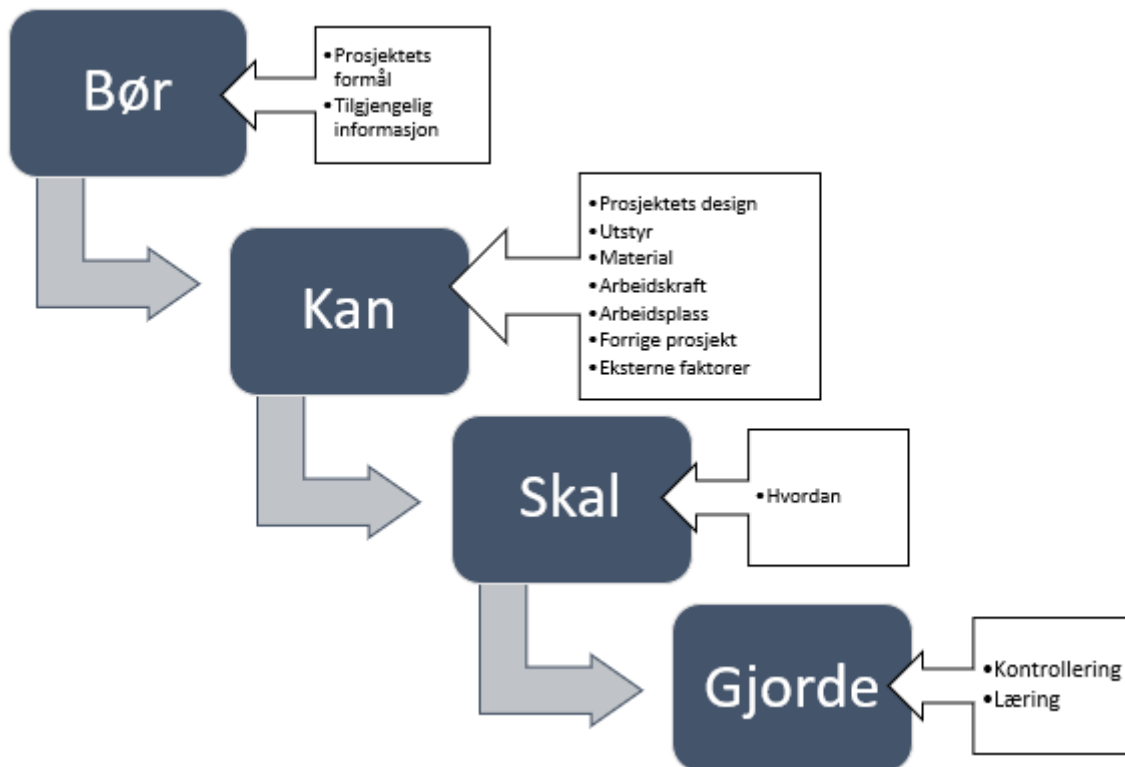 Bør
•Prosjektets
formål
•Tilgjengelig
informasjon
Kan
•Prosjektets design
•Utstyr
•Material
•Arbeidskraft
•Arbeidsplass
•Forrige prosjekt
•Eksterne faktorer
Skal
•Hvordan
Gjorde
•Kontrollering
•Læring